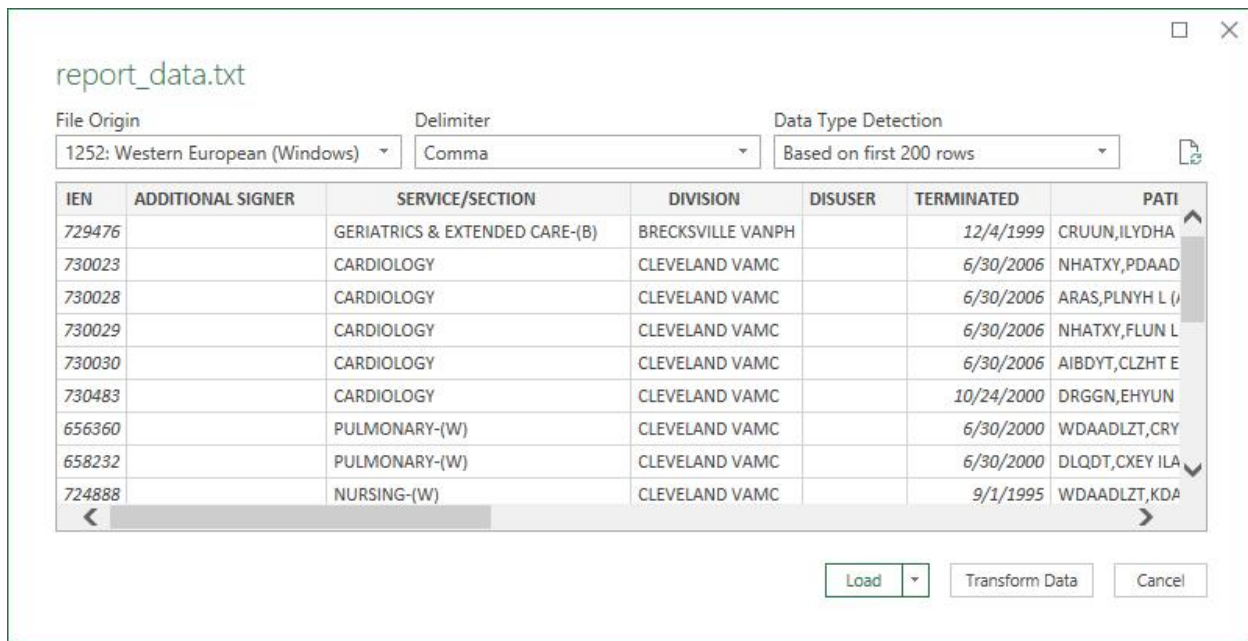 report_data.txt
File Origin Delimiter Data Type Detection
1252: Western European (Windows) Comma Based on first 200 rows
IEN ADDITIONAL SIGNER SERVICE/SECTION DIVISION DISUSER TERMINATED PATI
729476 GERIATRICS & EXTENDED CARE-(B) BRECKSVILLE VANPH 12/4/1999 CRUUN,ILYDHA
730023 CARDIOLOGY CLEVELAND VAMC 6/30/2006 NHATXY,PDAAD
730028 CARDIOLOGY CLEVELAND VAMC 6/30/2006 ARAS,PLNYH L (A
730029 CARDIOLOGY CLEVELAND VAMC 6/30/2006 NHATXY,FLUN L
730030 CARDIOLOGY CLEVELAND VAMC 6/30/2006 AIBDYT,CLZHT E
730483 CARDIOLOGY CLEVELAND VAMC 10/24/2000 DRGGN,EHYUN
656360 PULMONARY-(W) CLEVELAND VAMC 6/30/2000 WDAADLZT,CRY
658232 PULMONARY-(W) CLEVELAND VAMC 6/30/2000 DLQDT,CXEY ILA
724888 NURSING-(W) CLEVELAND VAMC 9/1/1995 WDAADLZT,KDA
Load Transform Data Cancel